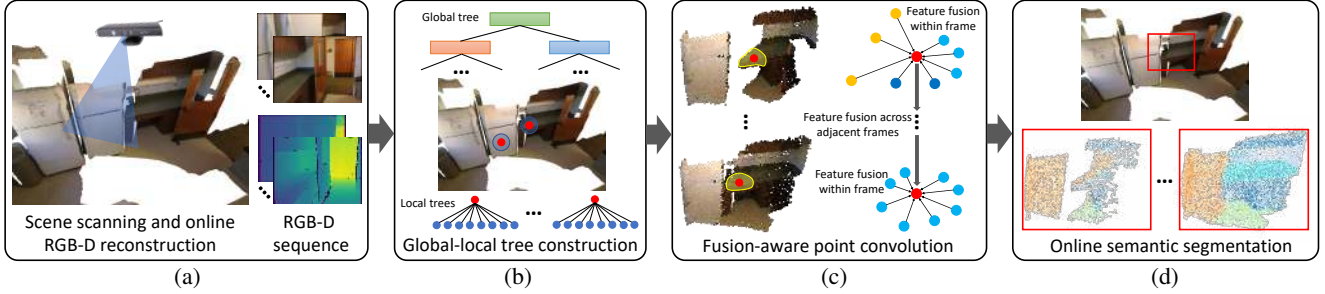 Scene scanning and online
RGB-D reconstruction
RGB-D
sequence
(a)
Global tree
...
...
Local trees
...
Global-local tree construction
(b)
Feature fusion
within frame
Feature fusion across
adjacent frames
Feature fusion
within frame
Fusion-aware point convolution
(c)
...
Online semantic segmentation
(d)